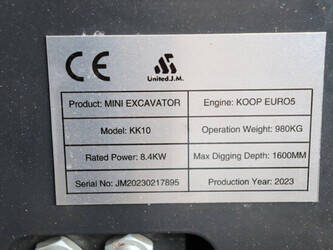 CE
United.J.M.
Product: MINI EXCAVATOR Engine: KOOP EURO5
Model: KK10 Operation Weight: 980KG
Rated Power: 8.4KW Max Digging Depth: 1600MM
Serial No: JM20230217895 Production Year: 2023